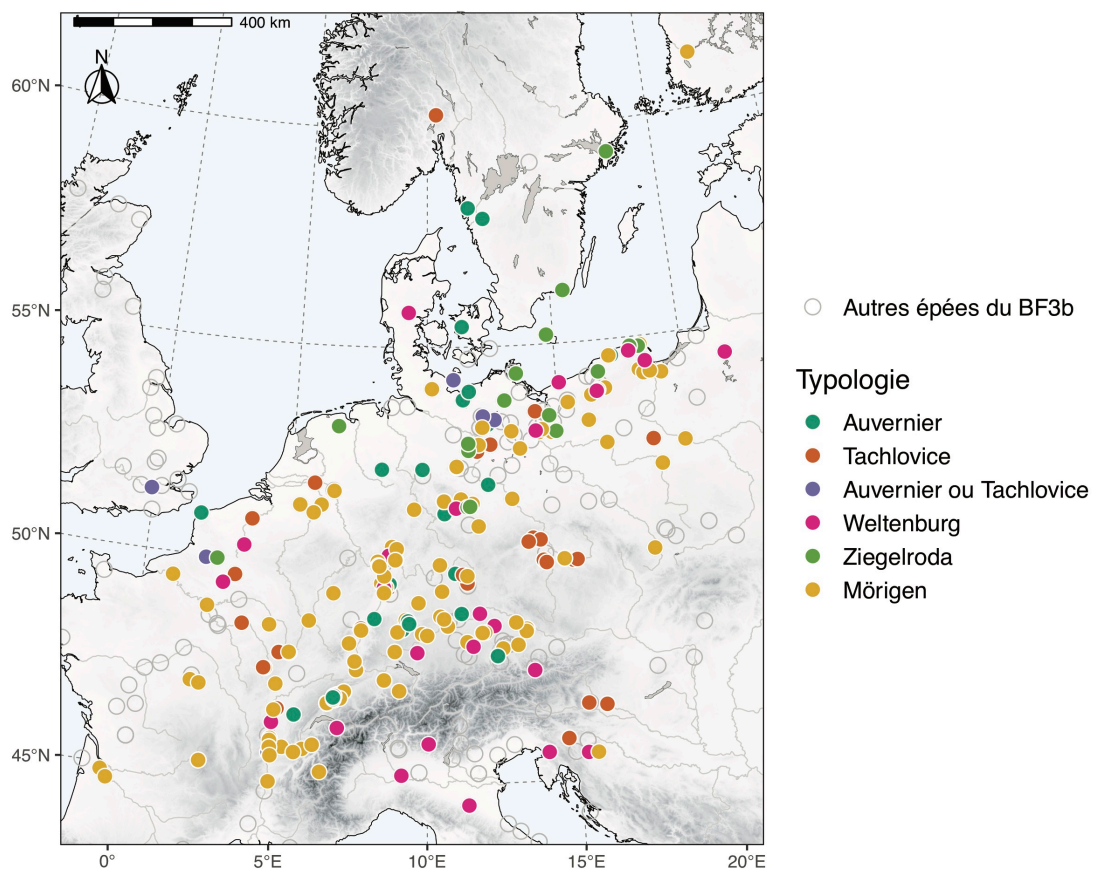 400 km
N
60°N
55°N
50°N
45°N
0°
5°E
10°E
15°E
20°E
Autres épées du BF3b
Typologie
Auvernier
Tachlovice
Auvernier ou Tachlovice
Weltenburg
Ziegelroda
Mörigen